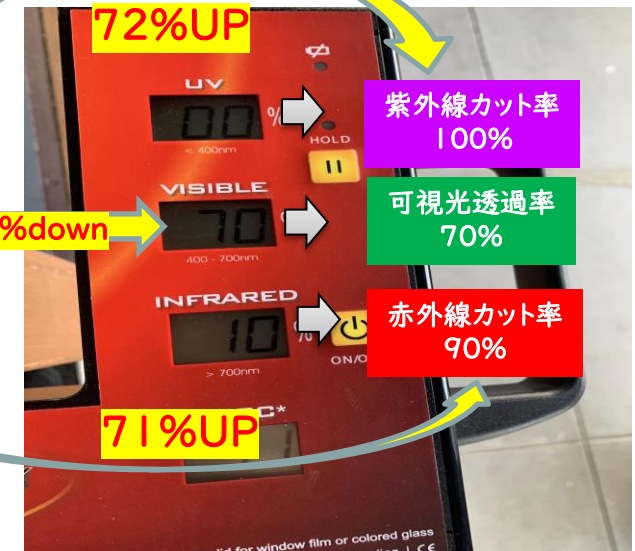 72%UP
UV
00 %
< 400nm
HOLD
紫外線カット率
100%
VISIBLE
70
400 - 700nm
可視光透過率
70%
%down
INFRARED
10 %
> 700nm
ON/O
赤外線カット率
90%
71%UP
C*
for window film or colored glass